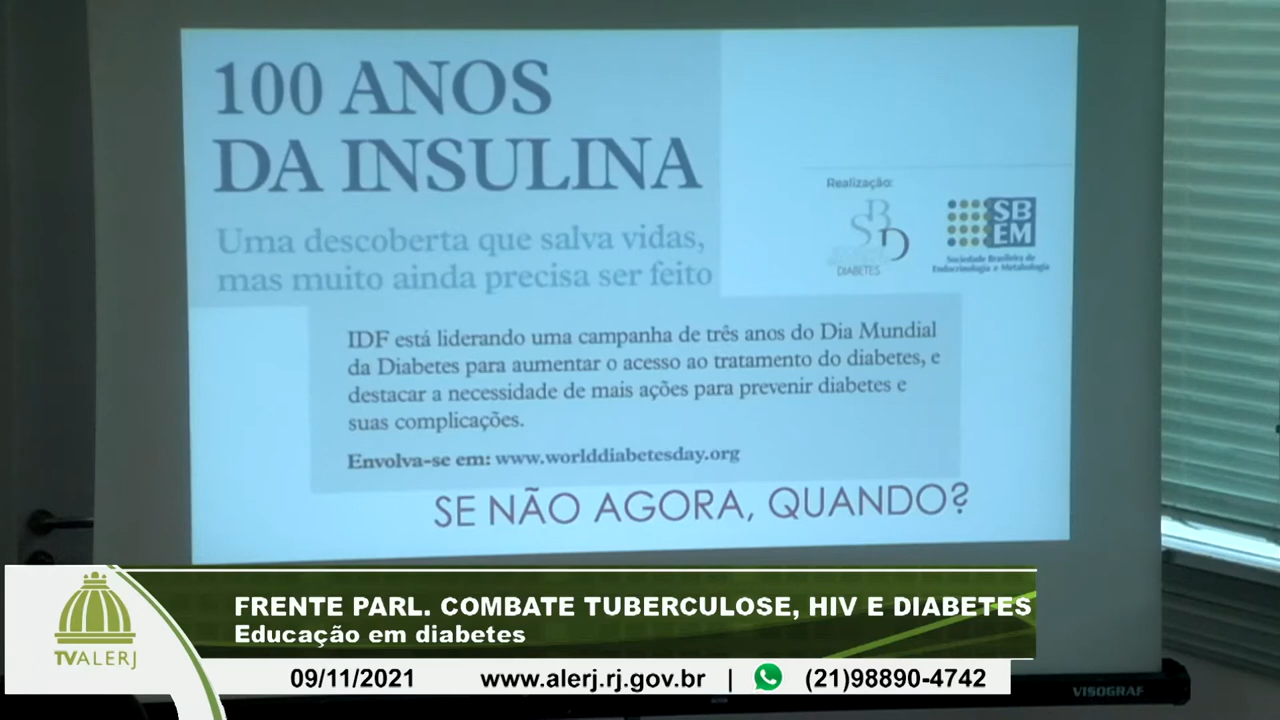 100 ANOS
DA INSULINA
Uma descoberta que salva vidas,
mas muito ainda precisa ser feito
Realização:
SBD
DIABETES
SB
EM
Sociedade Brasileira de
Endocrinologia e Metabologia
IDF está liderando uma campanha de três anos do Dia Mundial
da Diabetes para aumentar o acesso ao tratamento do diabetes, e
destacar a necessidade de mais ações para prevenir diabetes e
suas complicações.
Envolva-se em: www.worlddiabetesday.org
SE NÃO AGORA, QUANDO?
FRENTE PARL. COMBATE TUBERCULOSE, HIV E DIABETES
Educação em diabetes
TVALERJ
09/11/2021 www.alerj.rj.gov.br | (21)98890-4742
VISOGRAF